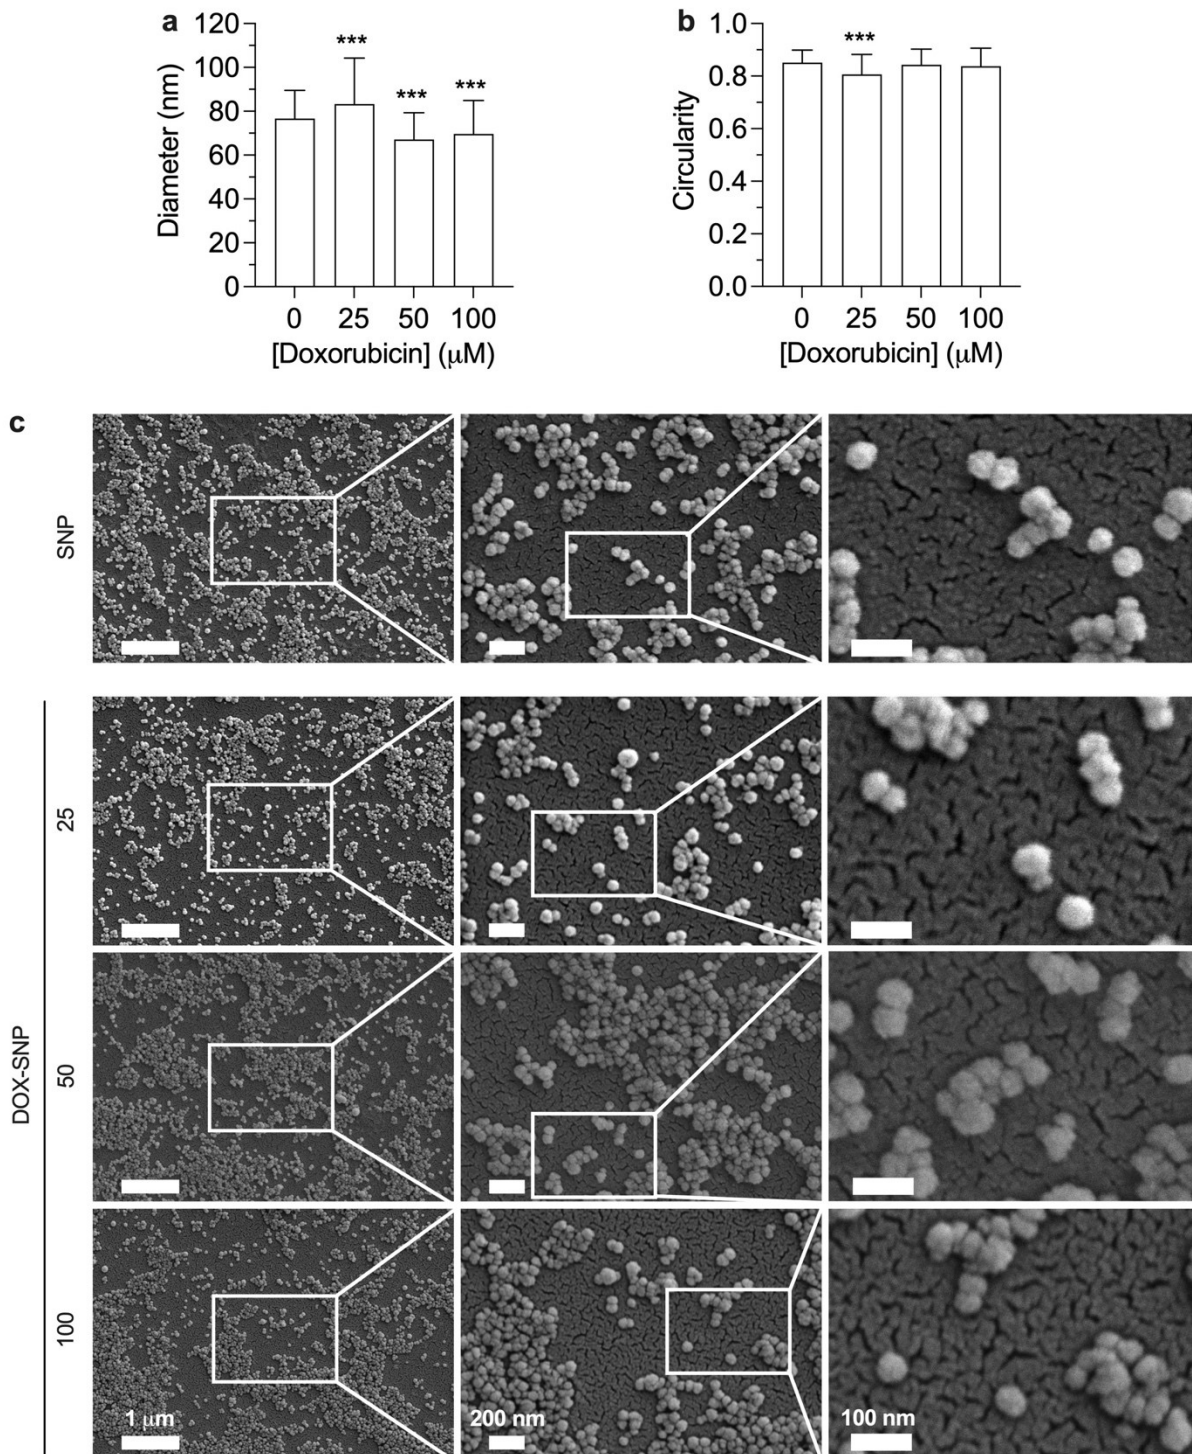 a
120
100
80
60
40
20
0
Diameter (nm)
***
***
***
0 25 50 100
[Doxorubicin] (μM)
b
1.0
0.8
0.6
0.4
0.2
0.0
Circularity
***
0 25 50 100
[Doxorubicin] (μM)
c
SNP
DOX-SNP
25
50
100
1 μm
200 nm
100 nm